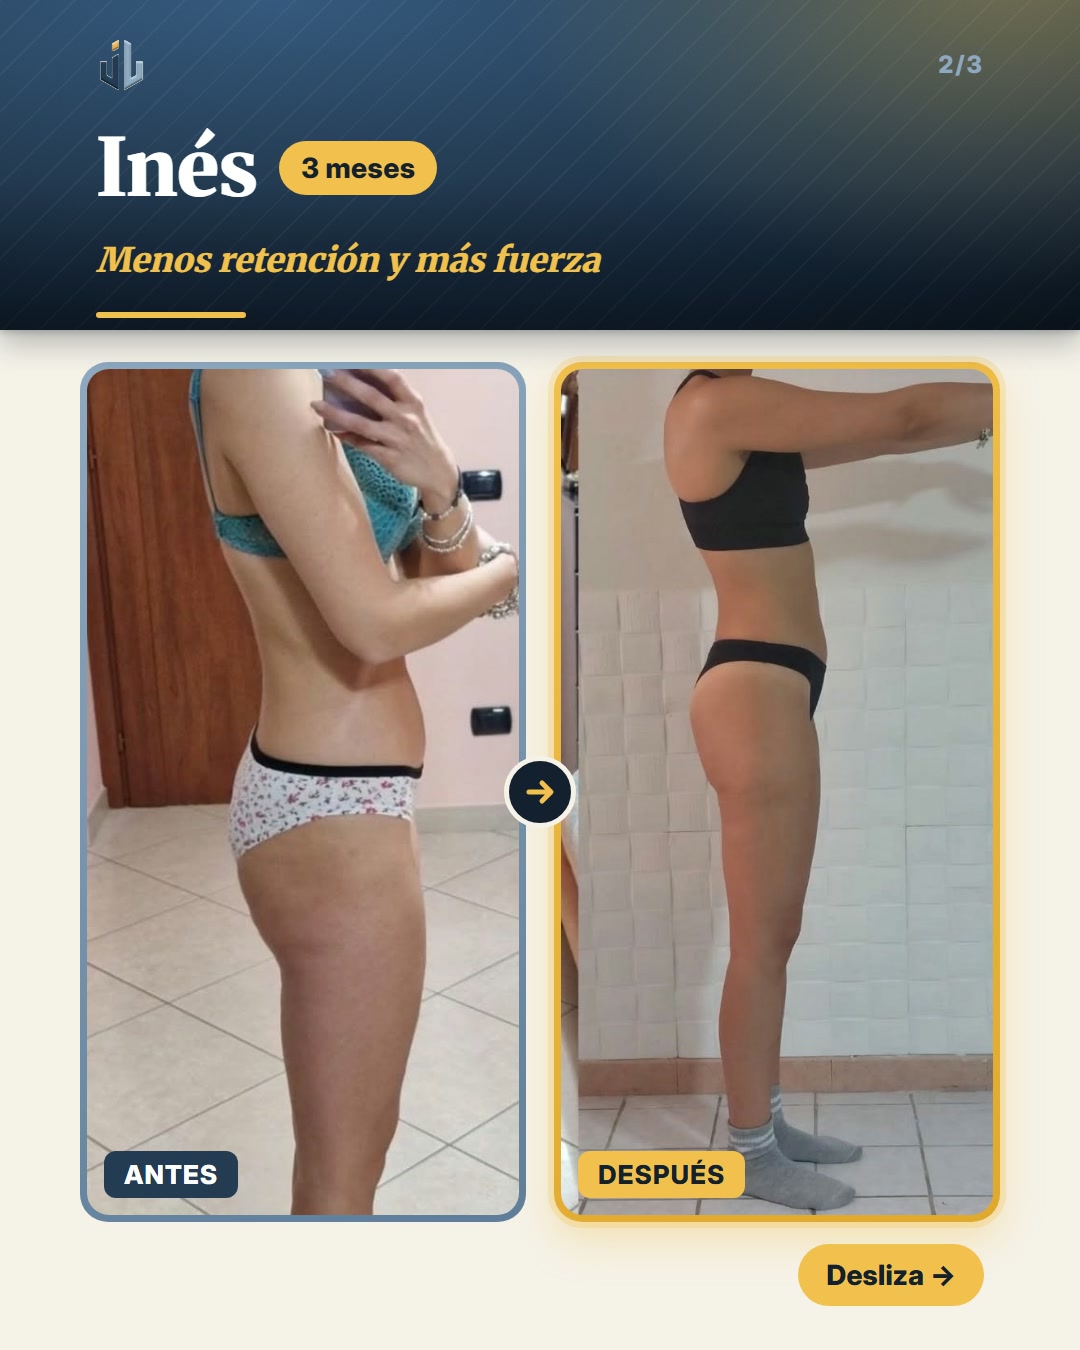 2/3
Inés
3 meses
Menos retención y más fuerza
ANTES
DESPUÉS
Desliza →